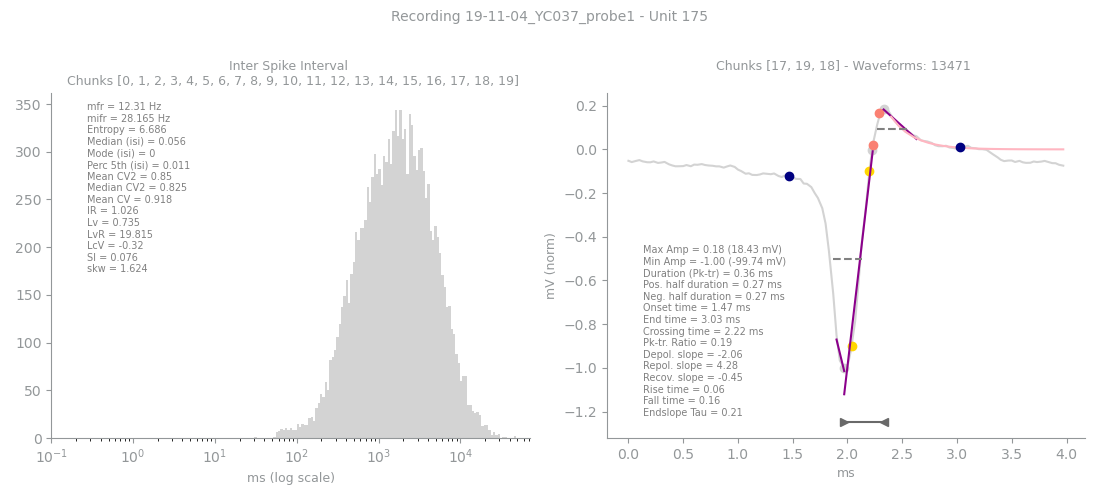 Recording 19-11-04_YC037_probe1 - Unit 175
Inter Spike Interval
Chunks [0, 1, 2, 3, 4, 5, 6, 7, 8, 9, 10, 11, 12, 13, 14, 15, 16, 17, 18, 19]
350
300
250
200
150
100
50
0
mfr = 12.31 Hz
mifr = 28.165 Hz
Entropy = 6.686
Median (isi) = 0.056
Mode (isi) = 0
Perc 5th (isi) = 0.011
Mean CV2 = 0.85
Median CV2 = 0.825
Mean CV = 0.918
IR = 1.026
Lv = 0.735
LvR = 19.815
LcV = -0.32
SI = 0.076
skw = 1.624
10⁻¹ 10⁰ 10¹ 10² 10³ 10⁴
ms (log scale)
Chunks [17, 19, 18] - Waveforms: 13471
mV (norm)
0.2
0.0
−0.2
−0.4
−0.6
−0.8
−1.0
−1.2
Max Amp = 0.18 (18.43 mV)
Min Amp = -1.00 (-99.74 mV)
Duration (Pk-tr) = 0.36 ms
Pos. half duration = 0.27 ms
Neg. half duration = 0.27 ms
Onset time = 1.47 ms
End time = 3.03 ms
Crossing time = 2.22 ms
Pk-tr. Ratio = 0.19
Depol. slope = -2.06
Repol. slope = 4.28
Recov. slope = -0.45
Rise time = 0.06
Fall time = 0.16
Endslope Tau = 0.21
0.0 0.5 1.0 1.5 2.0 2.5 3.0 3.5 4.0
ms